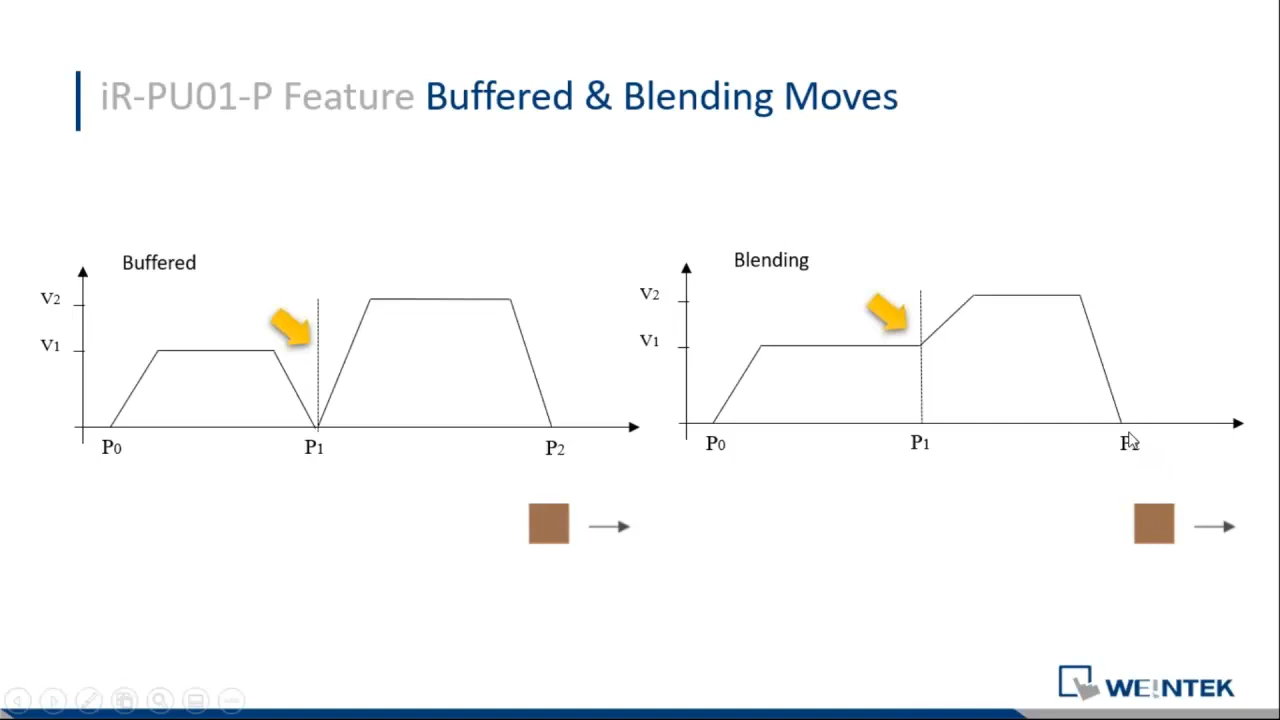 iR-PU01-P Feature Buffered & Blending Moves
Buffered
V2
V1
P0
P1
P2
Blending
V2
V1
P0
P1
WEINTEK